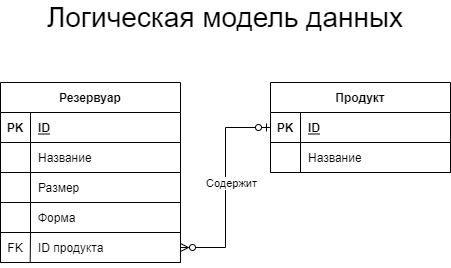 Логическая модель данных
Резервуар
PK ID
Название
Размер
Форма
FK ID продукта
Содержит
Продукт
PK ID
Название